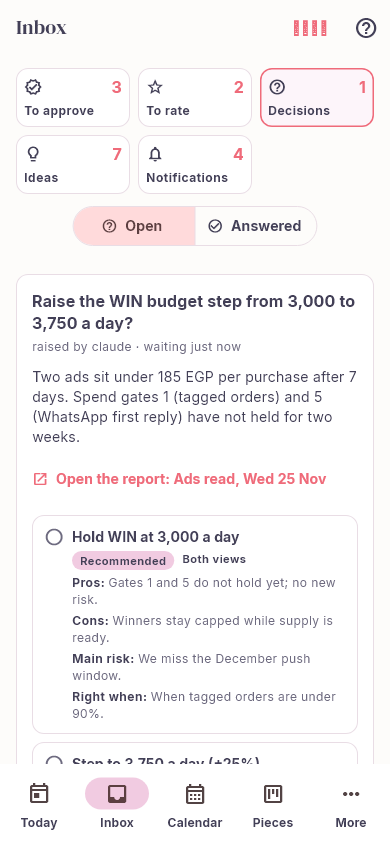 Inbox
3
To approve
2
To rate
1
Decisions
7
Ideas
4
Notifications
Open
Answered
Raise the WIN budget step from 3,000 to
3,750 a day?
raised by claude · waiting just now
Two ads sit under 185 EGP per purchase after 7
days. Spend gates 1 (tagged orders) and 5
(WhatsApp first reply) have not held for two
weeks.
Open the report: Ads read, Wed 25 Nov
Hold WIN at 3,000 a day
Recommended Both views
Pros: Gates 1 and 5 do not hold yet; no new
risk.
Cons: Winners stay capped while supply is
ready.
Main risk: We miss the December push
window.
Right when: When tagged orders are under
90%.
Step to 3,750 a day (+25%)
Today
Inbox
Calendar
Pieces
More